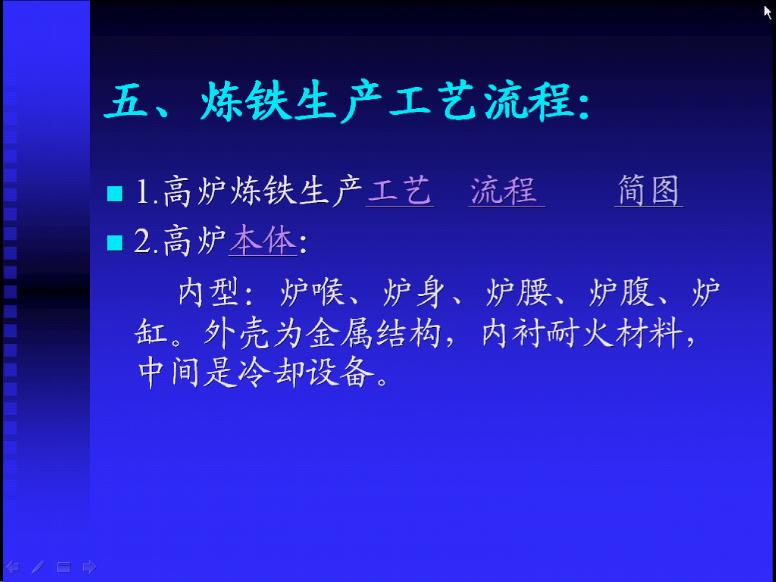 五、炼铁生产工艺流程：
1.高炉炼铁生产工艺 流程 简图
2.高炉本体：
内型：炉喉、炉身、炉腰、炉腹、炉
缸。外壳为金属结构，内衬耐火材料，
中间是冷却设备。